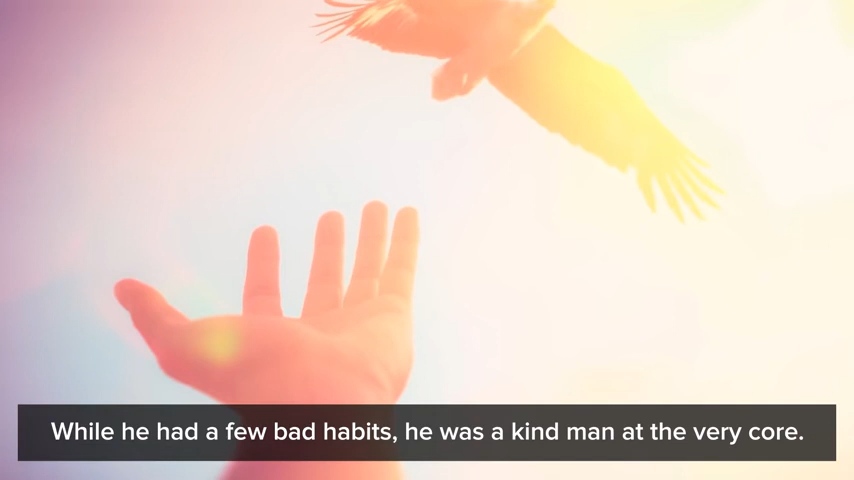 While he had a few bad habits, he was a kind man at the very core.